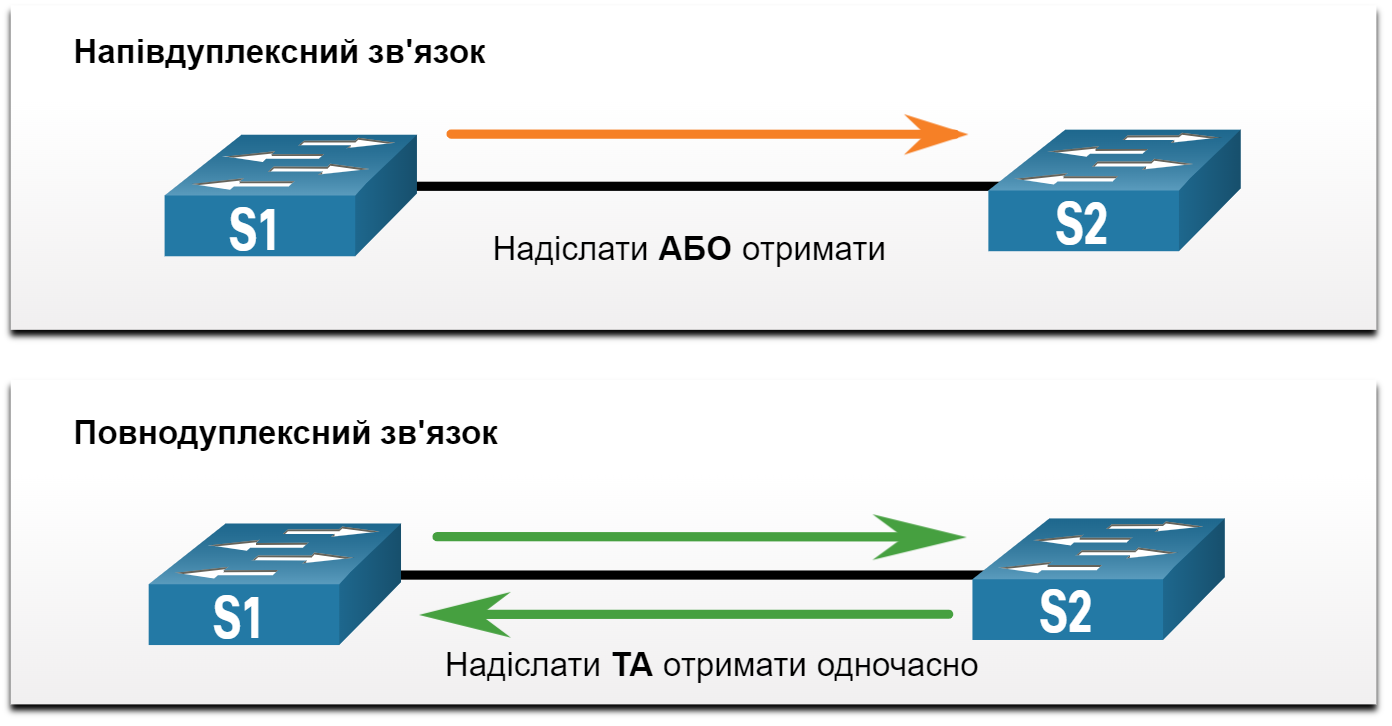 Напівдуплексний зв'язок
S1
S2
Надіслати АБО отримати
Повнодуплексний зв'язок
S1
S2
Надіслати ТА отримати одночасно